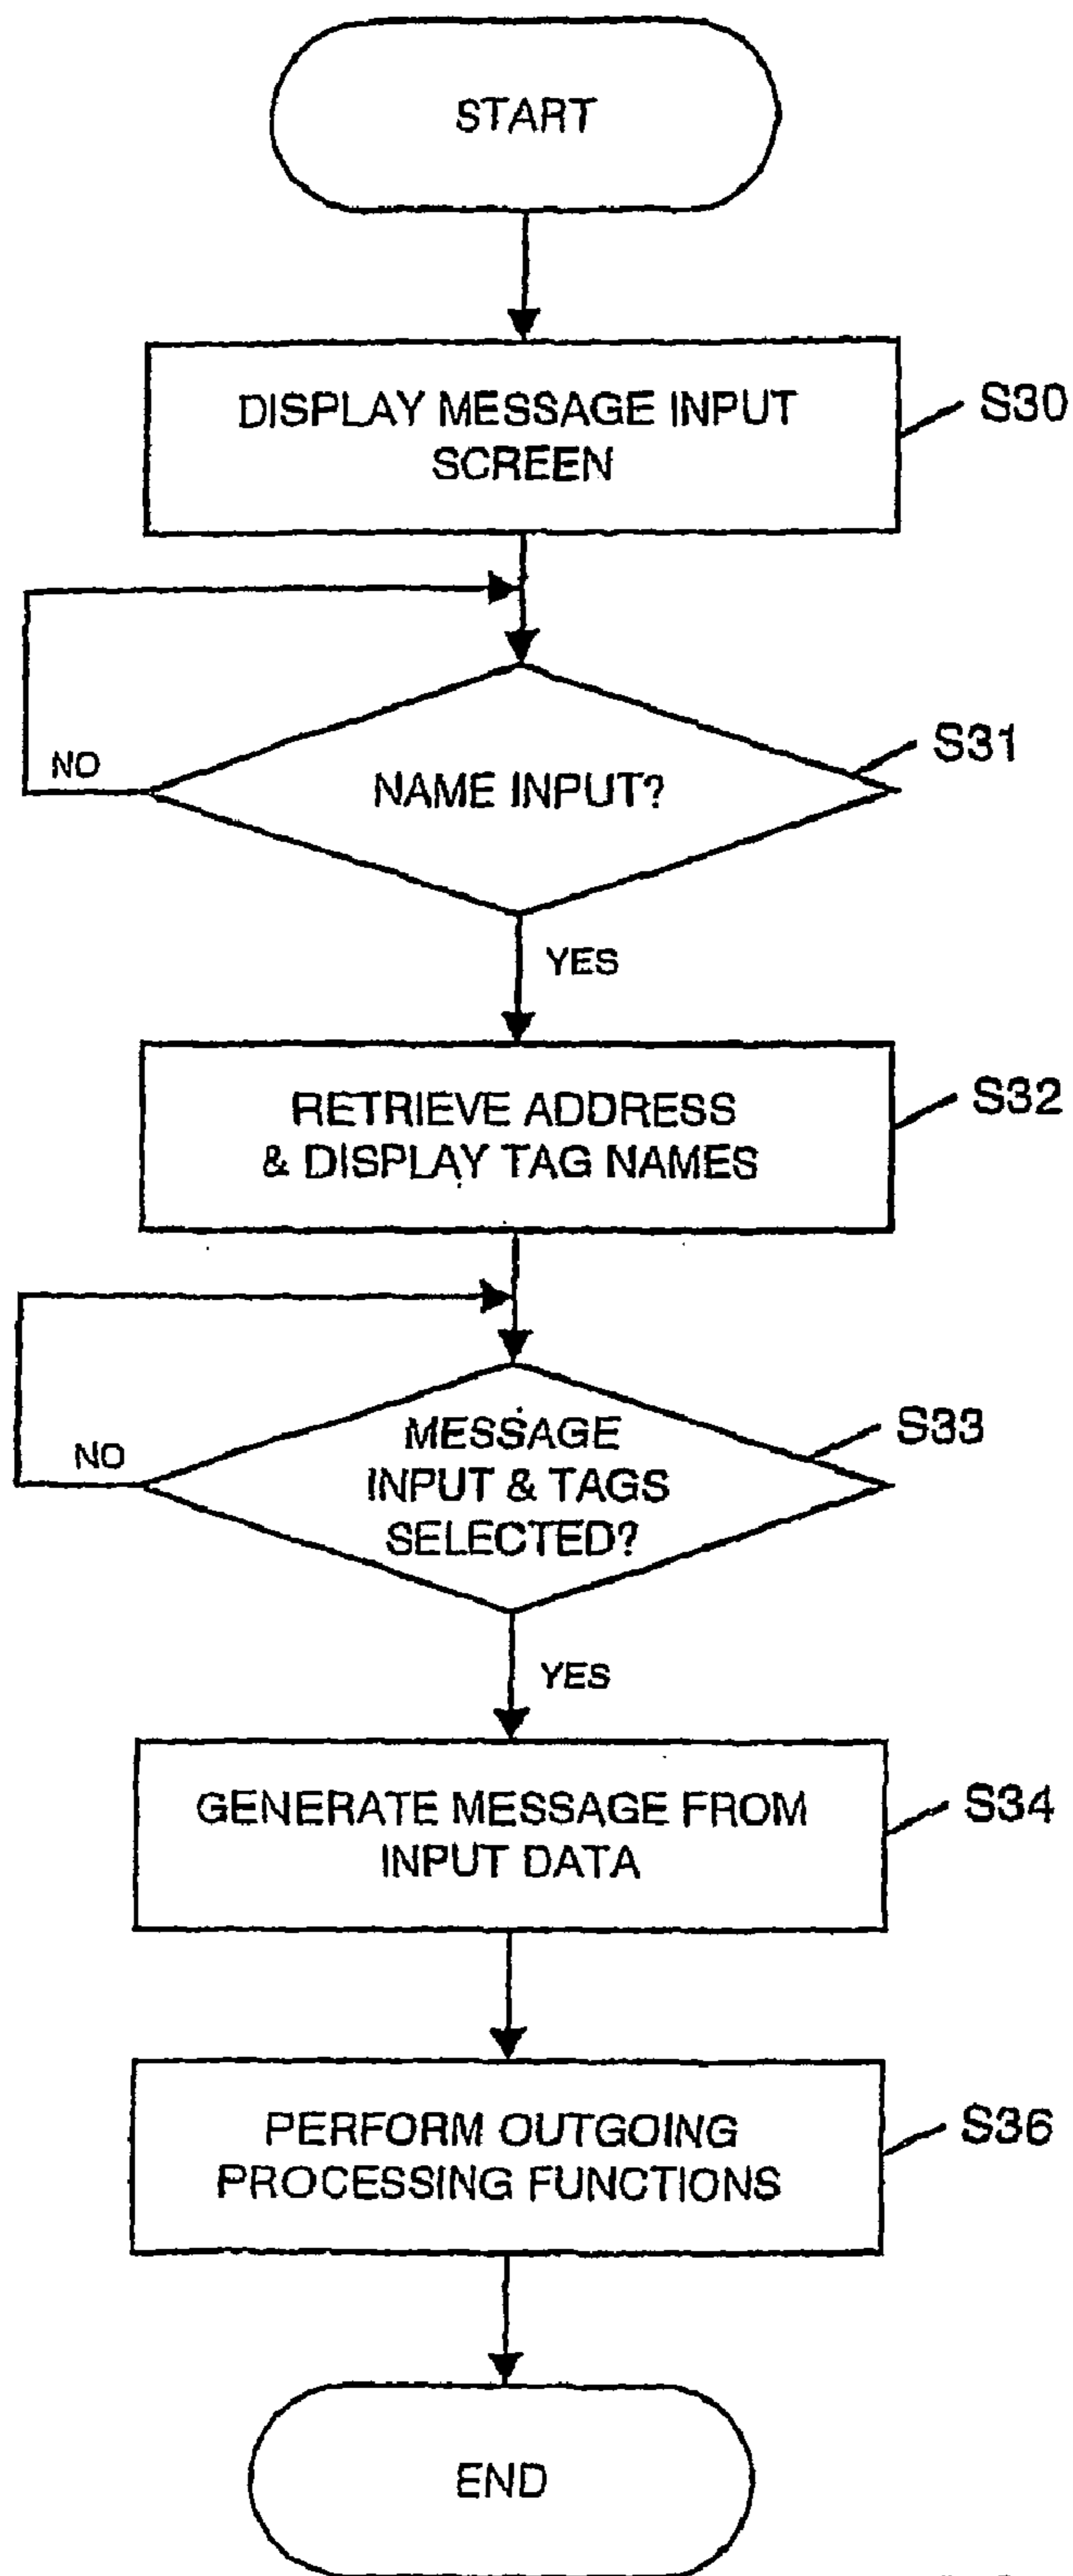 START
DISPLAY MESSAGE INPUT
SCREEN
S30
NO
NAME INPUT?
S31
YES
RETRIEVE ADDRESS
& DISPLAY TAG NAMES
S32
NO
MESSAGE
INPUT & TAGS
SELECTED?
S33
YES
GENERATE MESSAGE FROM
INPUT DATA
S34
PERFORM OUTGOING
PROCESSING FUNCTIONS
S36
END